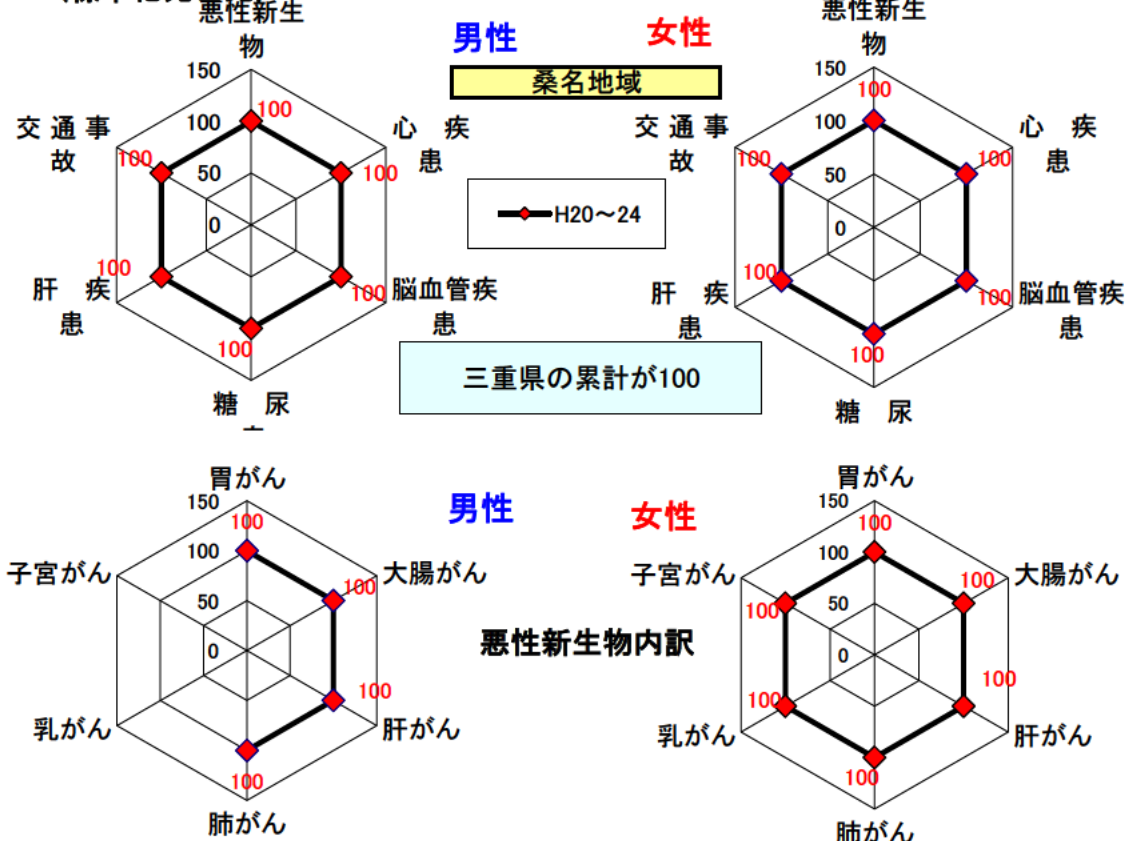 悪性新生
物
男性
女性
悪性新生
物
桑名地域
150
100
50
0
100
心 疾
患
100
脳血管疾
患
100
糖 尿
100
肝 疾
患
100
交 通 事
故
100
H20～24
150
100
50
0
100
心 疾
患
100
脳血管疾
患
100
糖 尿
100
肝 疾
患
100
交 通 事
故
100
三重県の累計が100
胃がん
男性
女性
胃がん
150
100
50
0
100
大腸がん
100
肝がん
100
肺がん
100
乳がん
子宮がん
悪性新生物内訳
150
100
50
0
100
大腸がん
100
肝がん
100
肺がん
100
乳がん
100
子宮がん
100